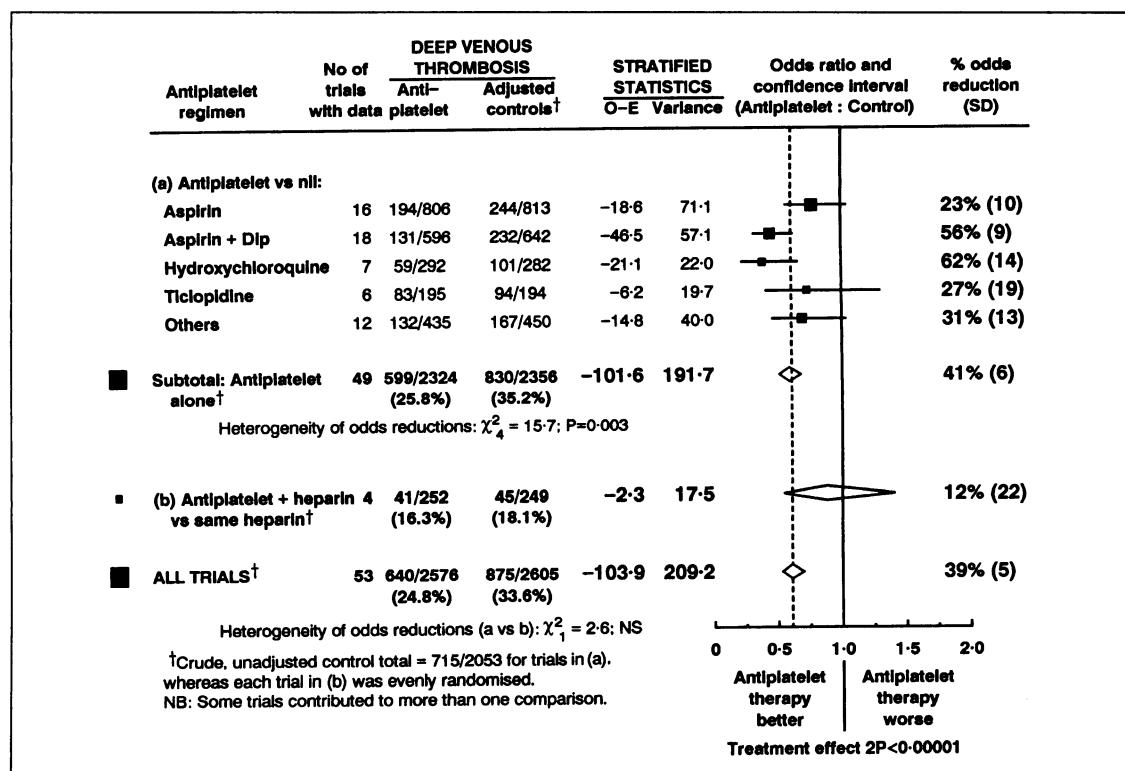 DEEP VENOUS
THROMBOSIS
No of trials with data
Antiplatelet regimen
Anti-platelet
Adjusted controls†
STRATIFIED STATISTICS
O–E Variance
Odds ratio and confidence interval (Antiplatelet : Control)
% odds reduction (SD)
(a) Antiplatelet vs nil:
Aspirin 16 194/806 244/813 −18·6 71.1 23% (10)
Aspirin + Dip 18 131/596 232/642 −46·5 57·1 56% (9)
Hydroxychloroquine 7 59/292 101/282 −21·1 22·0 62% (14)
Ticlopidine 6 83/195 94/194 −6·2 19·7 27% (19)
Others 12 132/435 167/450 −14·8 40·0 31% (13)
Subtotal: Antiplatelet 49 599/2324 830/2356 −101·6 191·7 41% (6)
alone† (25.8%) (35.2%)
Heterogeneity of odds reductions: χ²₄ = 15·7; P=0·003
(b) Antiplatelet + heparin 4 41/252 45/249 −2·3 17·5 12% (22)
vs same heparin† (16.3%) (18.1%)
ALL TRIALS† 53 640/2576 875/2605 −103·9 209·2 39% (5)
(24.8%) (33.6%)
Heterogeneity of odds reductions (a vs b): χ²₁ = 2·6; NS
†Crude, unadjusted control total = 715/2053 for trials in (a),
whereas each trial in (b) was evenly randomised.
NB: Some trials contributed to more than one comparison.
0 0·5 1·0 1·5 2·0
Antiplatelet therapy better
Antiplatelet therapy worse
Treatment effect 2P<0·00001